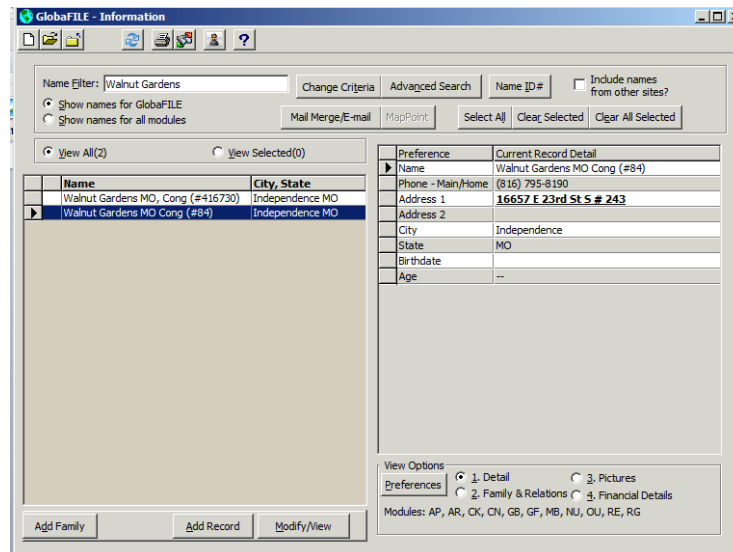 GlobaFILE - Information
?
Name Filter: Walnut Gardens
Change Criteria
Advanced Search
Name ID#
Include names
from other sites?
Show names for GlobaFILE
Show names for all modules
Mail Merge/E-mail
MapPoint
Select All
Clear Selected
Clear All Selected
View All(2)
View Selected(0)
Name City, State
Walnut Gardens MO, Cong (#416730) Independence MO
Walnut Gardens MO Cong (#84) Independence MO
Preference Current Record Detail
Name Walnut Gardens MO Cong (#84)
Phone - Main/Home (816) 795-8190
Address 1 16657 E 23rd St S # 243
Address 2
City Independence
State MO
Birthdate
Age --
View Options
Preferences
1. Detail
3. Pictures
2. Family & Relations
4. Financial Details
Modules: AP, AR, CK, CN, GB, GF, MB, NU, OU, RE, RG
Add Family
Add Record
Modify/View